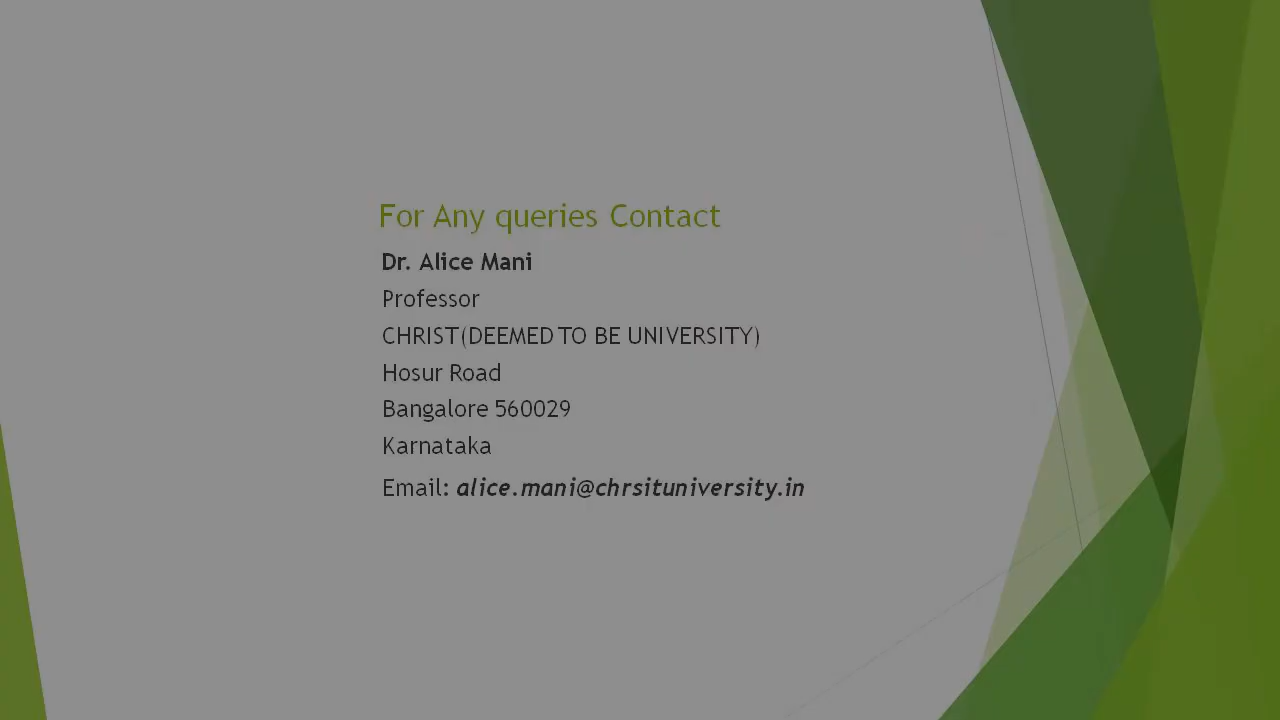 For Any queries Contact
Dr. Alice Mani
Professor
CHRIST(DEEMED TO BE UNIVERSITY)
Hosur Road
Bangalore 560029
Karnataka
Email: alice.mani@chrsituniversity.in